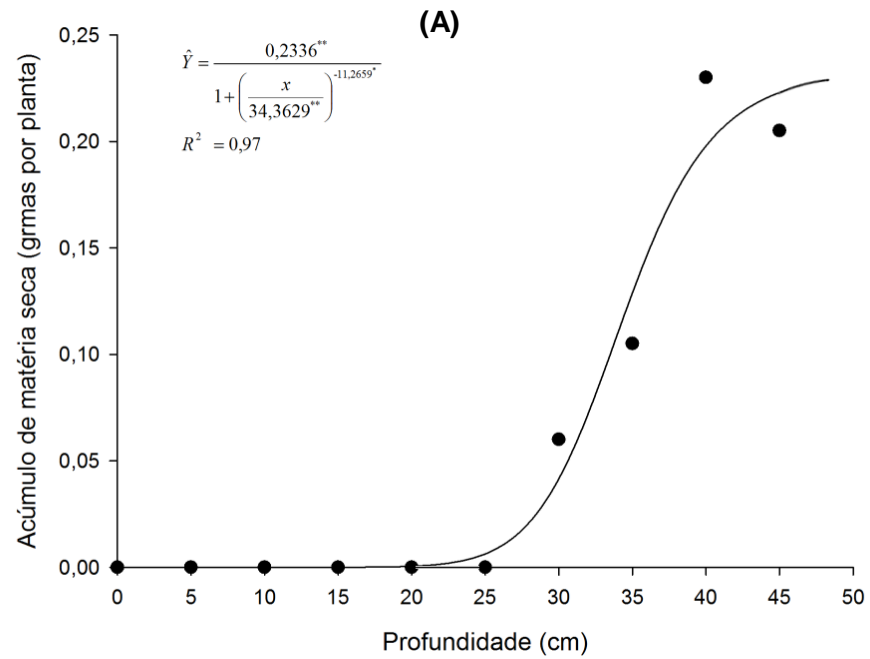 (A)
Ŷ = 0,2336** / 1+(x / 34,3629**)^-11,2659*
R² = 0,97
Acúmulo de matéria seca (grmas por planta)
0,25
0,20
0,15
0,10
0,05
0,00
0 5 10 15 20 25 30 35 40 45 50
Profundidade (cm)